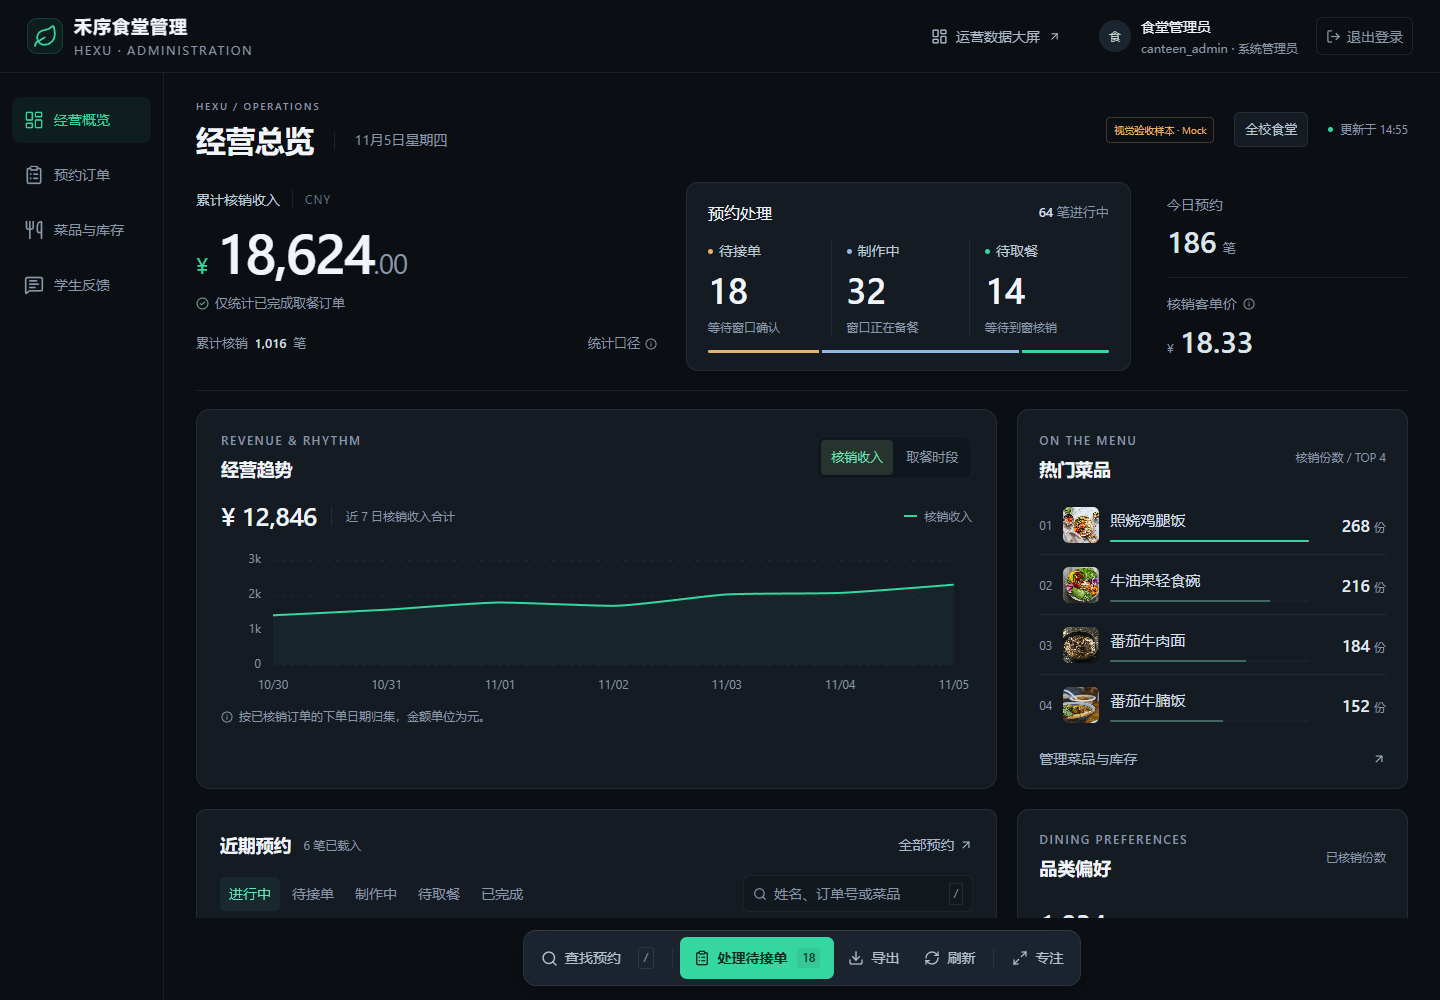 禾序食堂管理
HEXU · ADMINISTRATION
运营数据大屏
食
食堂管理员
canteen_admin · 系统管理员
退出登录
经营概览
预约订单
菜品与库存
学生反馈
HEXU / OPERATIONS
经营总览
11月5日星期四
视觉验收样本 · Mock
全校食堂
更新于 14:55
累计核销收入
CNY
¥ 18,624.00
仅统计已完成取餐订单
累计核销 1,016 笔
统计口径
预约处理
64 笔进行中
待接单
18
等待窗口确认
制作中
32
窗口正在备餐
待取餐
14
等待到窗核销
今日预约
186 笔
核销客单价
¥ 18.33
REVENUE & RHYTHM
经营趋势
核销收入
取餐时段
¥ 12,846
近 7 日核销收入合计
核销收入
3k
2k
1k
0
10/30
10/31
11/01
11/02
11/03
11/04
11/05
按已核销订单的下单日期归集，金额单位为元。
ON THE MENU
热门菜品
核销份数 / TOP 4
01
照烧鸡腿饭
268 份
02
牛油果轻食碗
216 份
03
番茄牛肉面
184 份
04
番茄牛腩饭
152 份
管理菜品与库存
近期预约
6 笔已载入
全部预约
进行中
待接单
制作中
待取餐
已完成
姓名、订单号或菜品
/
DINING PREFERENCES
品类偏好
已核销份数
查找预约
/
处理待接单
18
导出
刷新
专注